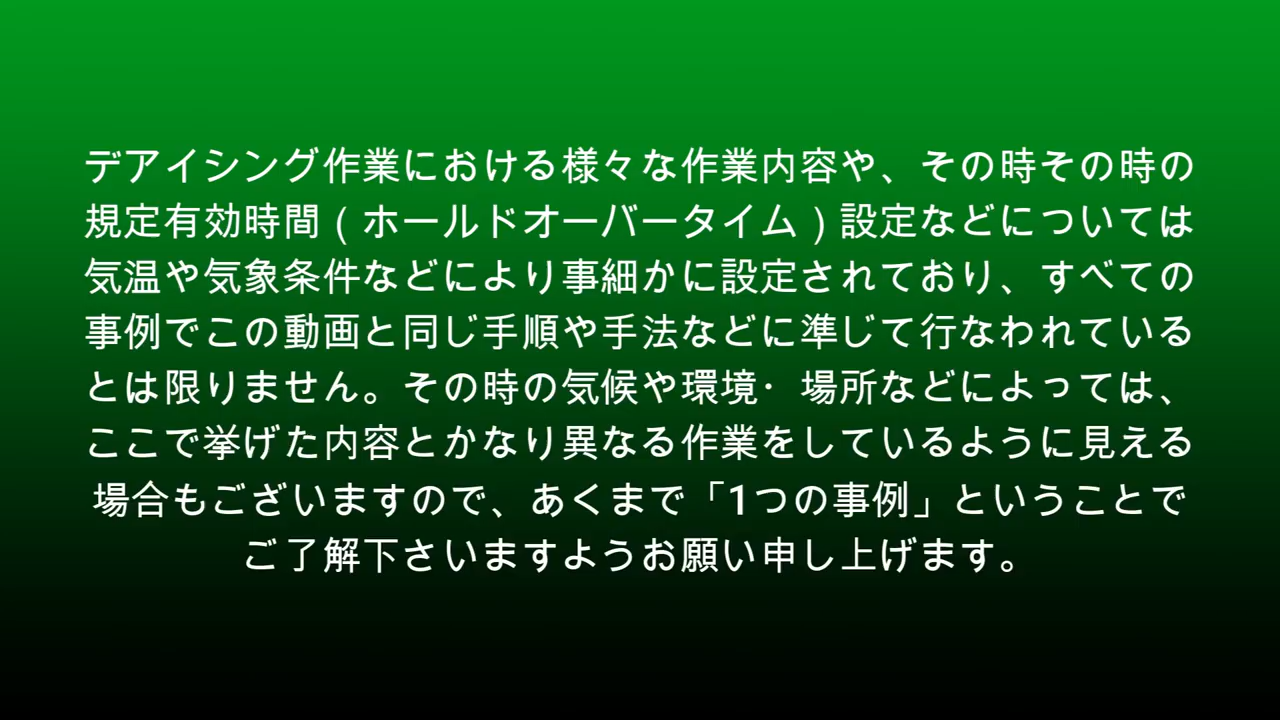 デアイシング作業における様々な作業内容や、その時その時の
規定有効時間(ホールドオーバータイム)設定などについては
気温や気象条件などにより事細かに設定されており、すべての
事例でこの動画と同じ手順や手法などに準じて行なわれている
とは限りません。その時の気候や環境・場所などによっては、
ここで挙げた内容とかなり異なる作業をしているように見える
場合もございますので、あくまで「1つの事例」ということで
ご了解下さいますようお願い申し上げます。